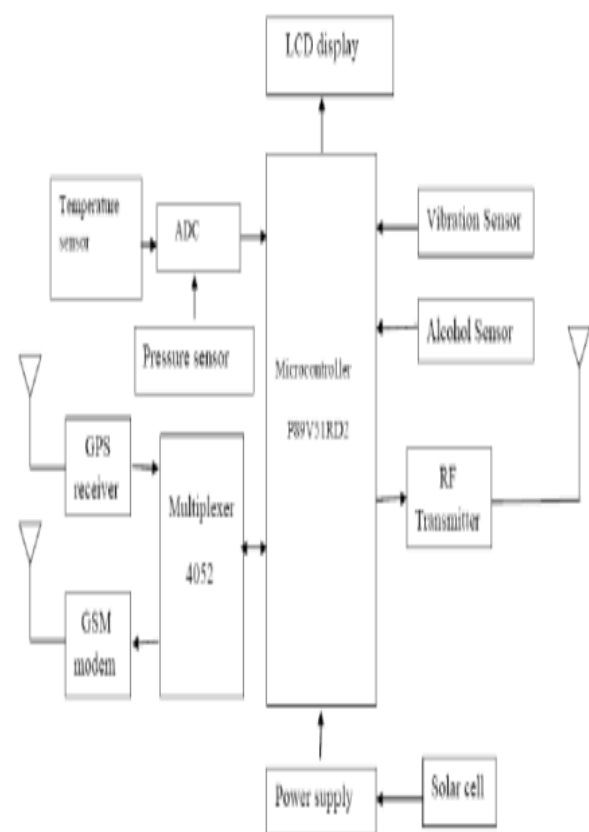 LCD display
Temperature
sensor
ADC
Vibration Sensor
Pressure sensor
Alcohol Sensor
Microcontroller
P89V51RD2
GPS
receiver
Multiplexer
4052
RF
Transmitter
GSM
modem
Power supply
Solar cell